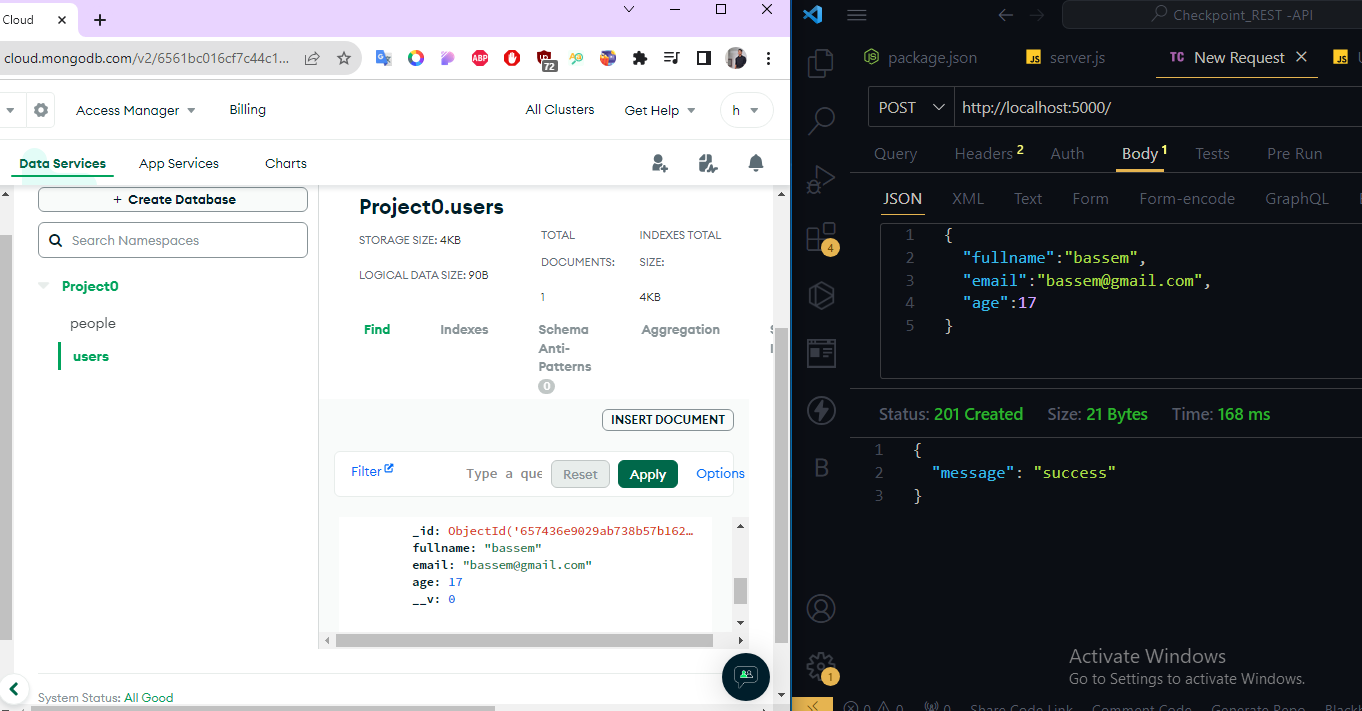 Cloud
cloud.mongodb.com/v2/6561bc016cf7c44c1...
ABP
72
Access Manager
Billing
All Clusters
Get Help
h
Data Services
App Services
Charts
+ Create Database
Search Namespaces
Project0
people
users
Project0.users
STORAGE SIZE: 4KB
LOGICAL DATA SIZE: 90B
TOTAL
DOCUMENTS:
1
INDEXES TOTAL
SIZE:
4KB
Find
Indexes
Schema
Anti-
Patterns
0
Aggregation
INSERT DOCUMENT
Filter
Type a que
Reset
Apply
Options
_id: ObjectId('657436e9029ab738b57b162…
fullname: "bassem"
email: "bassem@gmail.com"
age: 17
__v: 0
System Status: All Good
Checkpoint_REST -API
package.json
JS server.js
TC New Request
JS
POST
http://localhost:5000/
Query
Headers 2
Auth
Body 1
Tests
Pre Run
JSON
XML
Text
Form
Form-encode
GraphQL
1 {
2 "fullname":"bassem",
3 "email":"bassem@gmail.com",
4 "age":17
5 }
4
Status: 201 Created
Size: 21 Bytes
Time: 168 ms
1 {
2 "message": "success"
3 }
B
Activate Windows
Go to Settings to activate Windows.
1
0
0
0
Share Code Link
Comment Code
Generate Repo